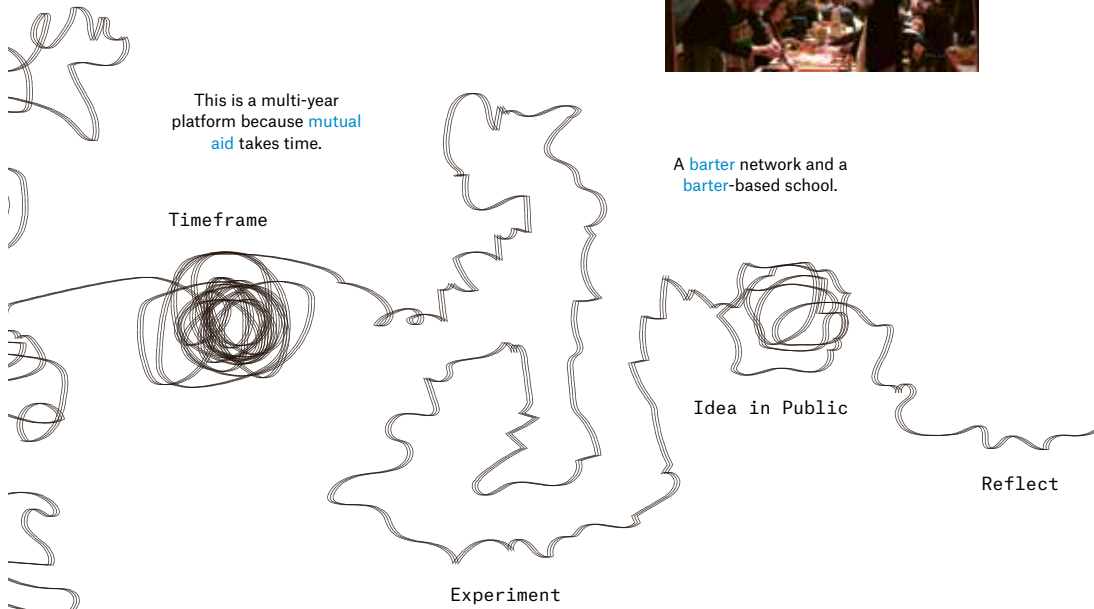 This is a multi-year
platform because mutual
aid takes time.
A barter network and a
barter-based school.
Timeframe
Idea in Public
Reflect
Experiment